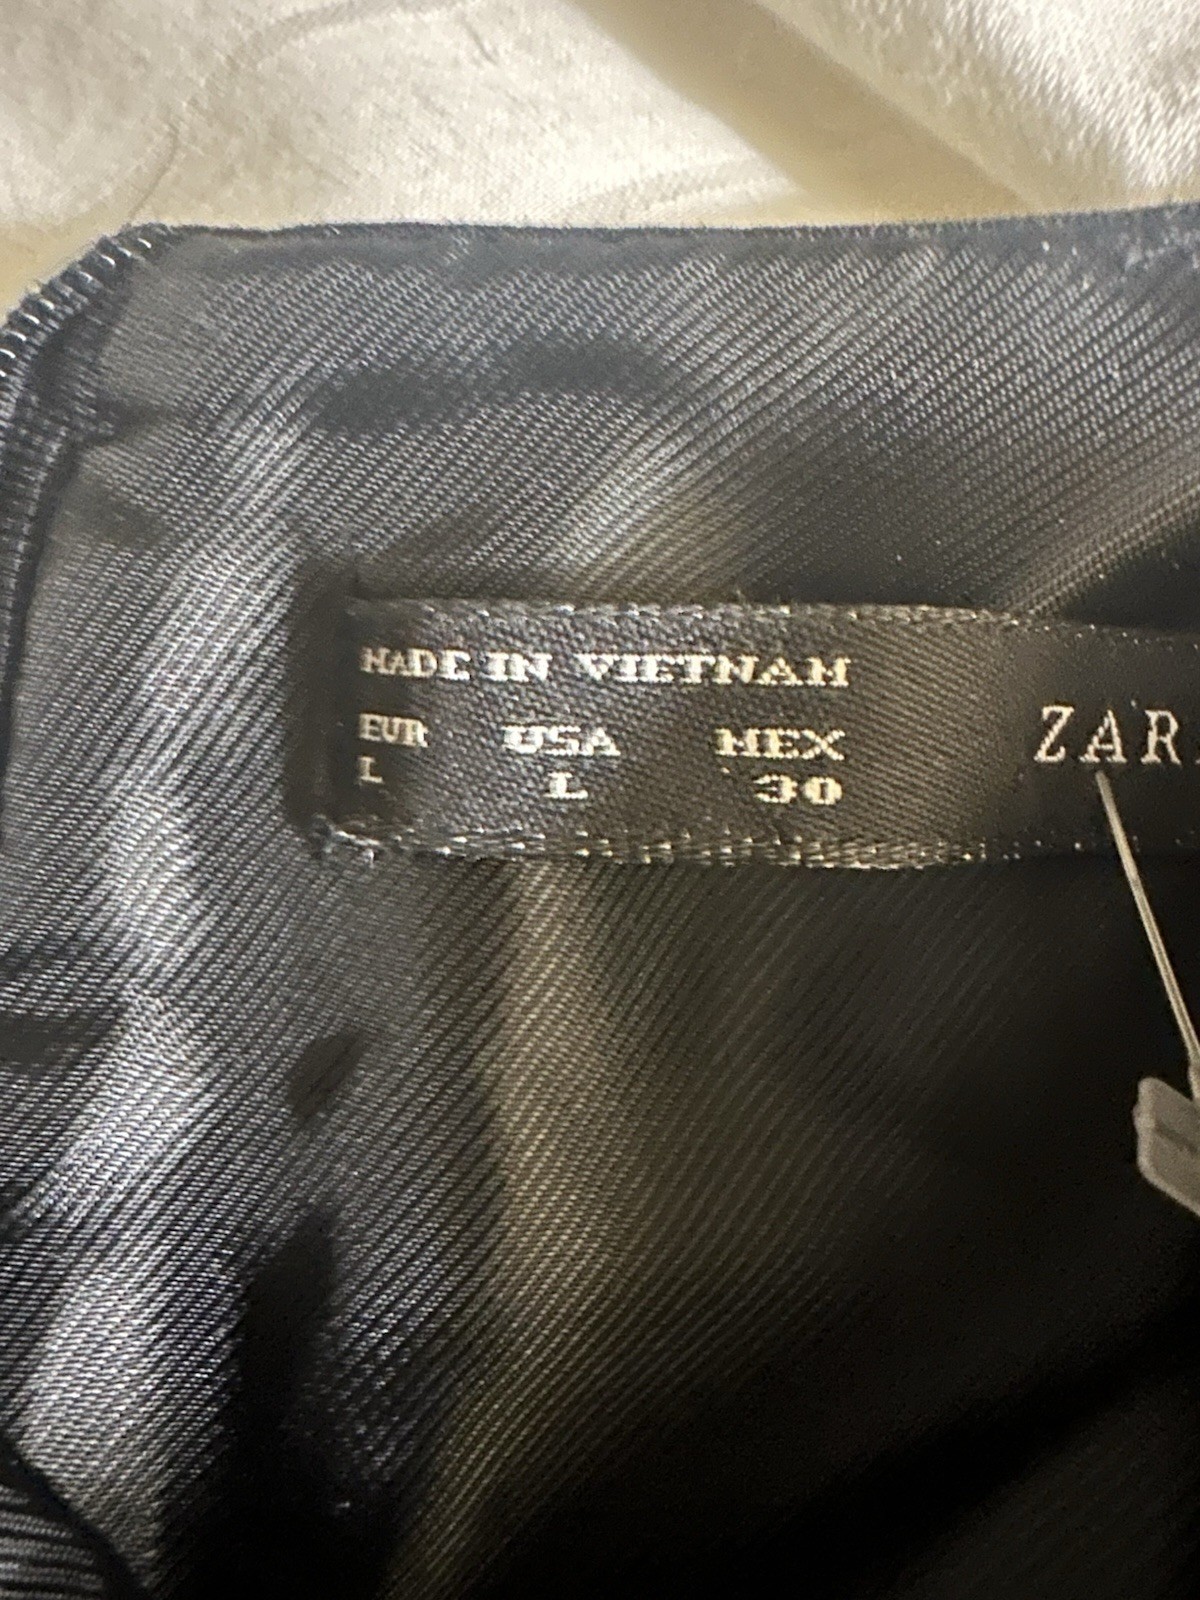 MADE IN VIETNAM
EUR USA MEX
L L 30
ZAR